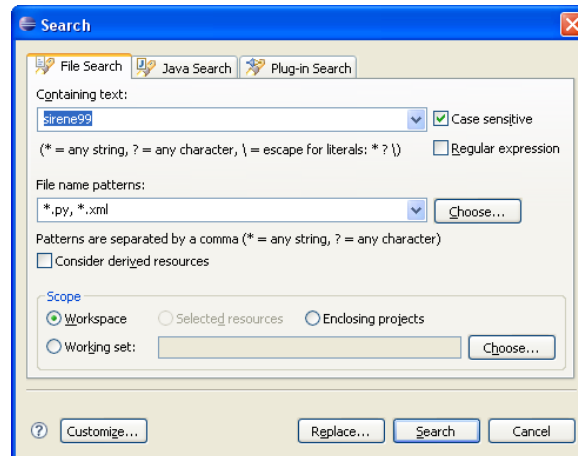 Search
File Search Java Search Plug-in Search
Containing text:
sirene99
Case sensitive
(* = any string, ? = any character, \ = escape for literals: * ? \)
Regular expression
File name patterns:
*.py, *.xml
Choose...
Patterns are separated by a comma (* = any string, ? = any character)
Consider derived resources
Scope
Workspace Selected resources Enclosing projects
Working set:
Choose...
? Customize... Replace... Search Cancel